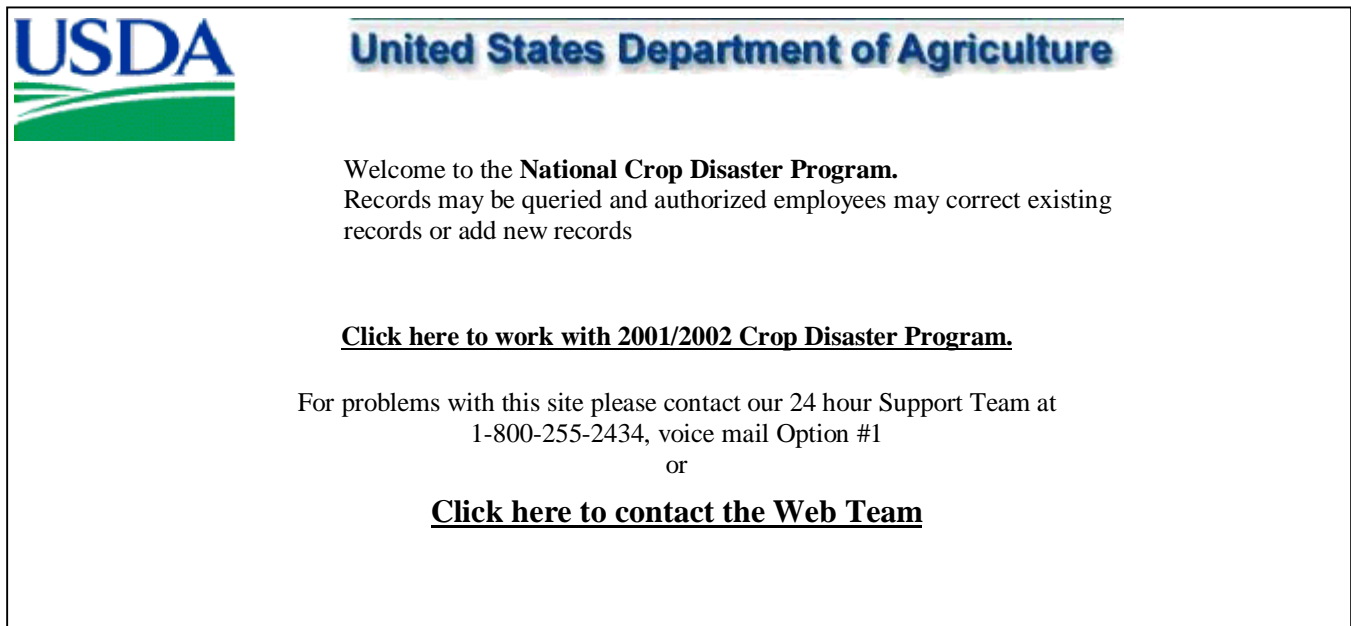 USDA
United States Department of Agriculture
Welcome to the National Crop Disaster Program.
Records may be queried and authorized employees may correct existing
records or add new records
Click here to work with 2001/2002 Crop Disaster Program.
For problems with this site please contact our 24 hour Support Team at
1-800-255-2434, voice mail Option #1
or
Click here to contact the Web Team